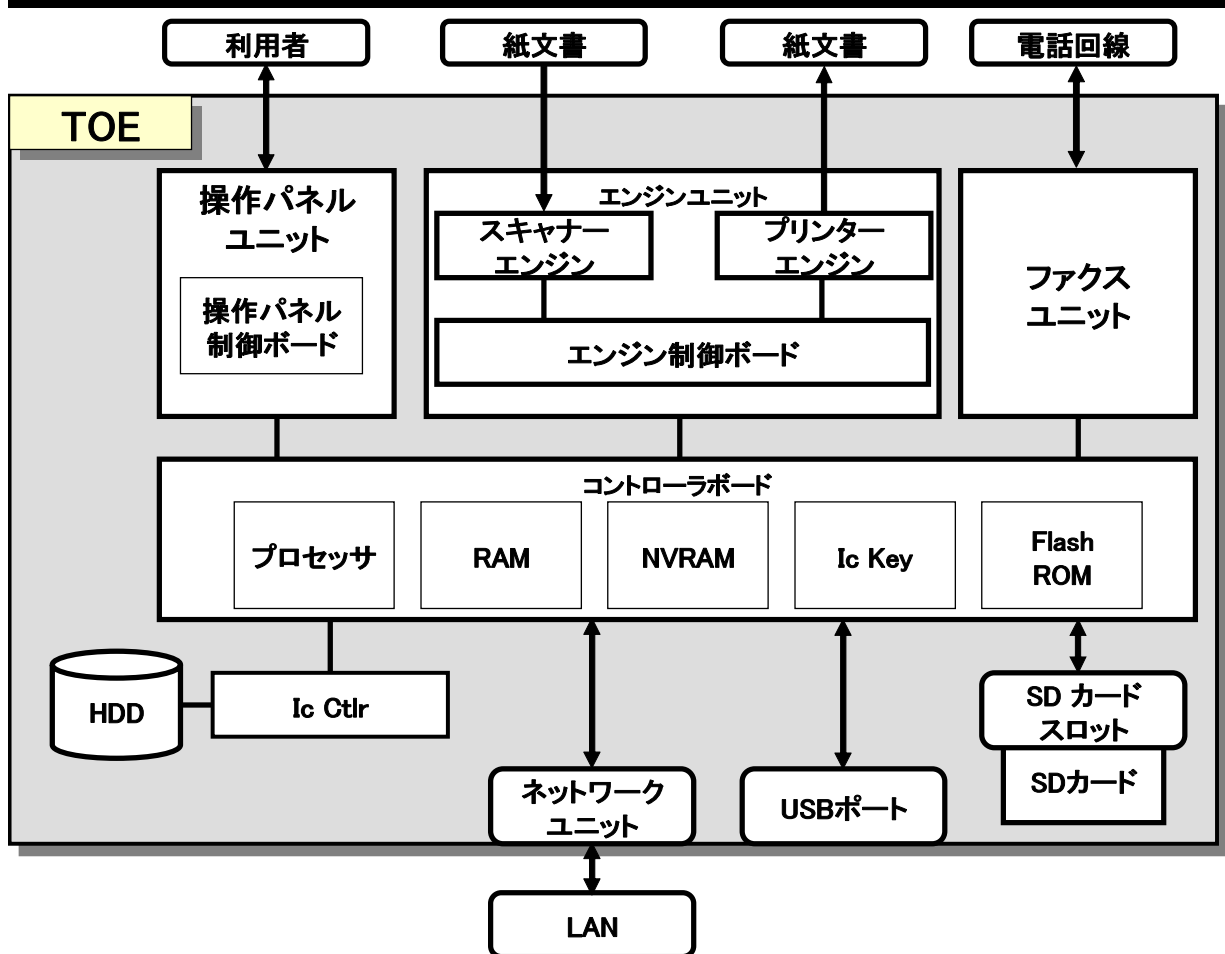 利用者
紙文書
紙文書
電話回線
TOE
操作パネル
ユニット
操作パネル
制御ボード
エンジンユニット
スキャナー
エンジン
プリンター
エンジン
エンジン制御ボード
ファクス
ユニット
コントローラボード
プロセッサ
RAM
NVRAM
Ic Key
Flash
ROM
HDD
Ic Ctlr
SD カード
スロット
SDカード
ネットワーク
ユニット
USBポート
LAN